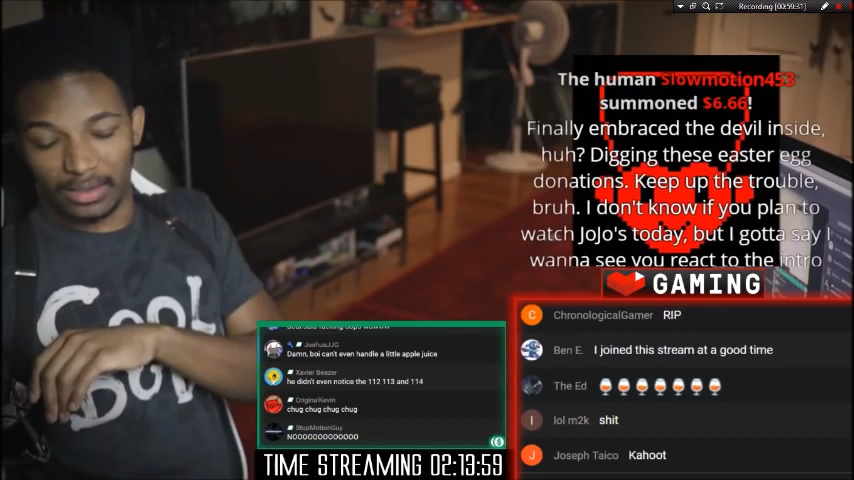 Recording [00:59:31]
The human Slowmotion453
summoned $6.66!
Finally embraced the devil inside,
huh? Digging these easter egg
donations. Keep up the trouble,
bruh. I don't know if you plan to
watch JoJo's today, but I gotta say I
wanna see you react to the intro
GAMING
ChronologicalGamer RIP
Ben E. I joined this stream at a good time
The Ed
lol m2k shit
Joseph Taico Kahoot
JoshuaJJG
Damn, boi can't even handle a little apple juice
Xavier Beazer
he didn't even notice the 112 113 and 114
OriginalKevin
chug chug chug chug
StopMotionGuy
NOOOOOOOOOOOO
TIME STREAMING 02:13:59
COOL
BUT